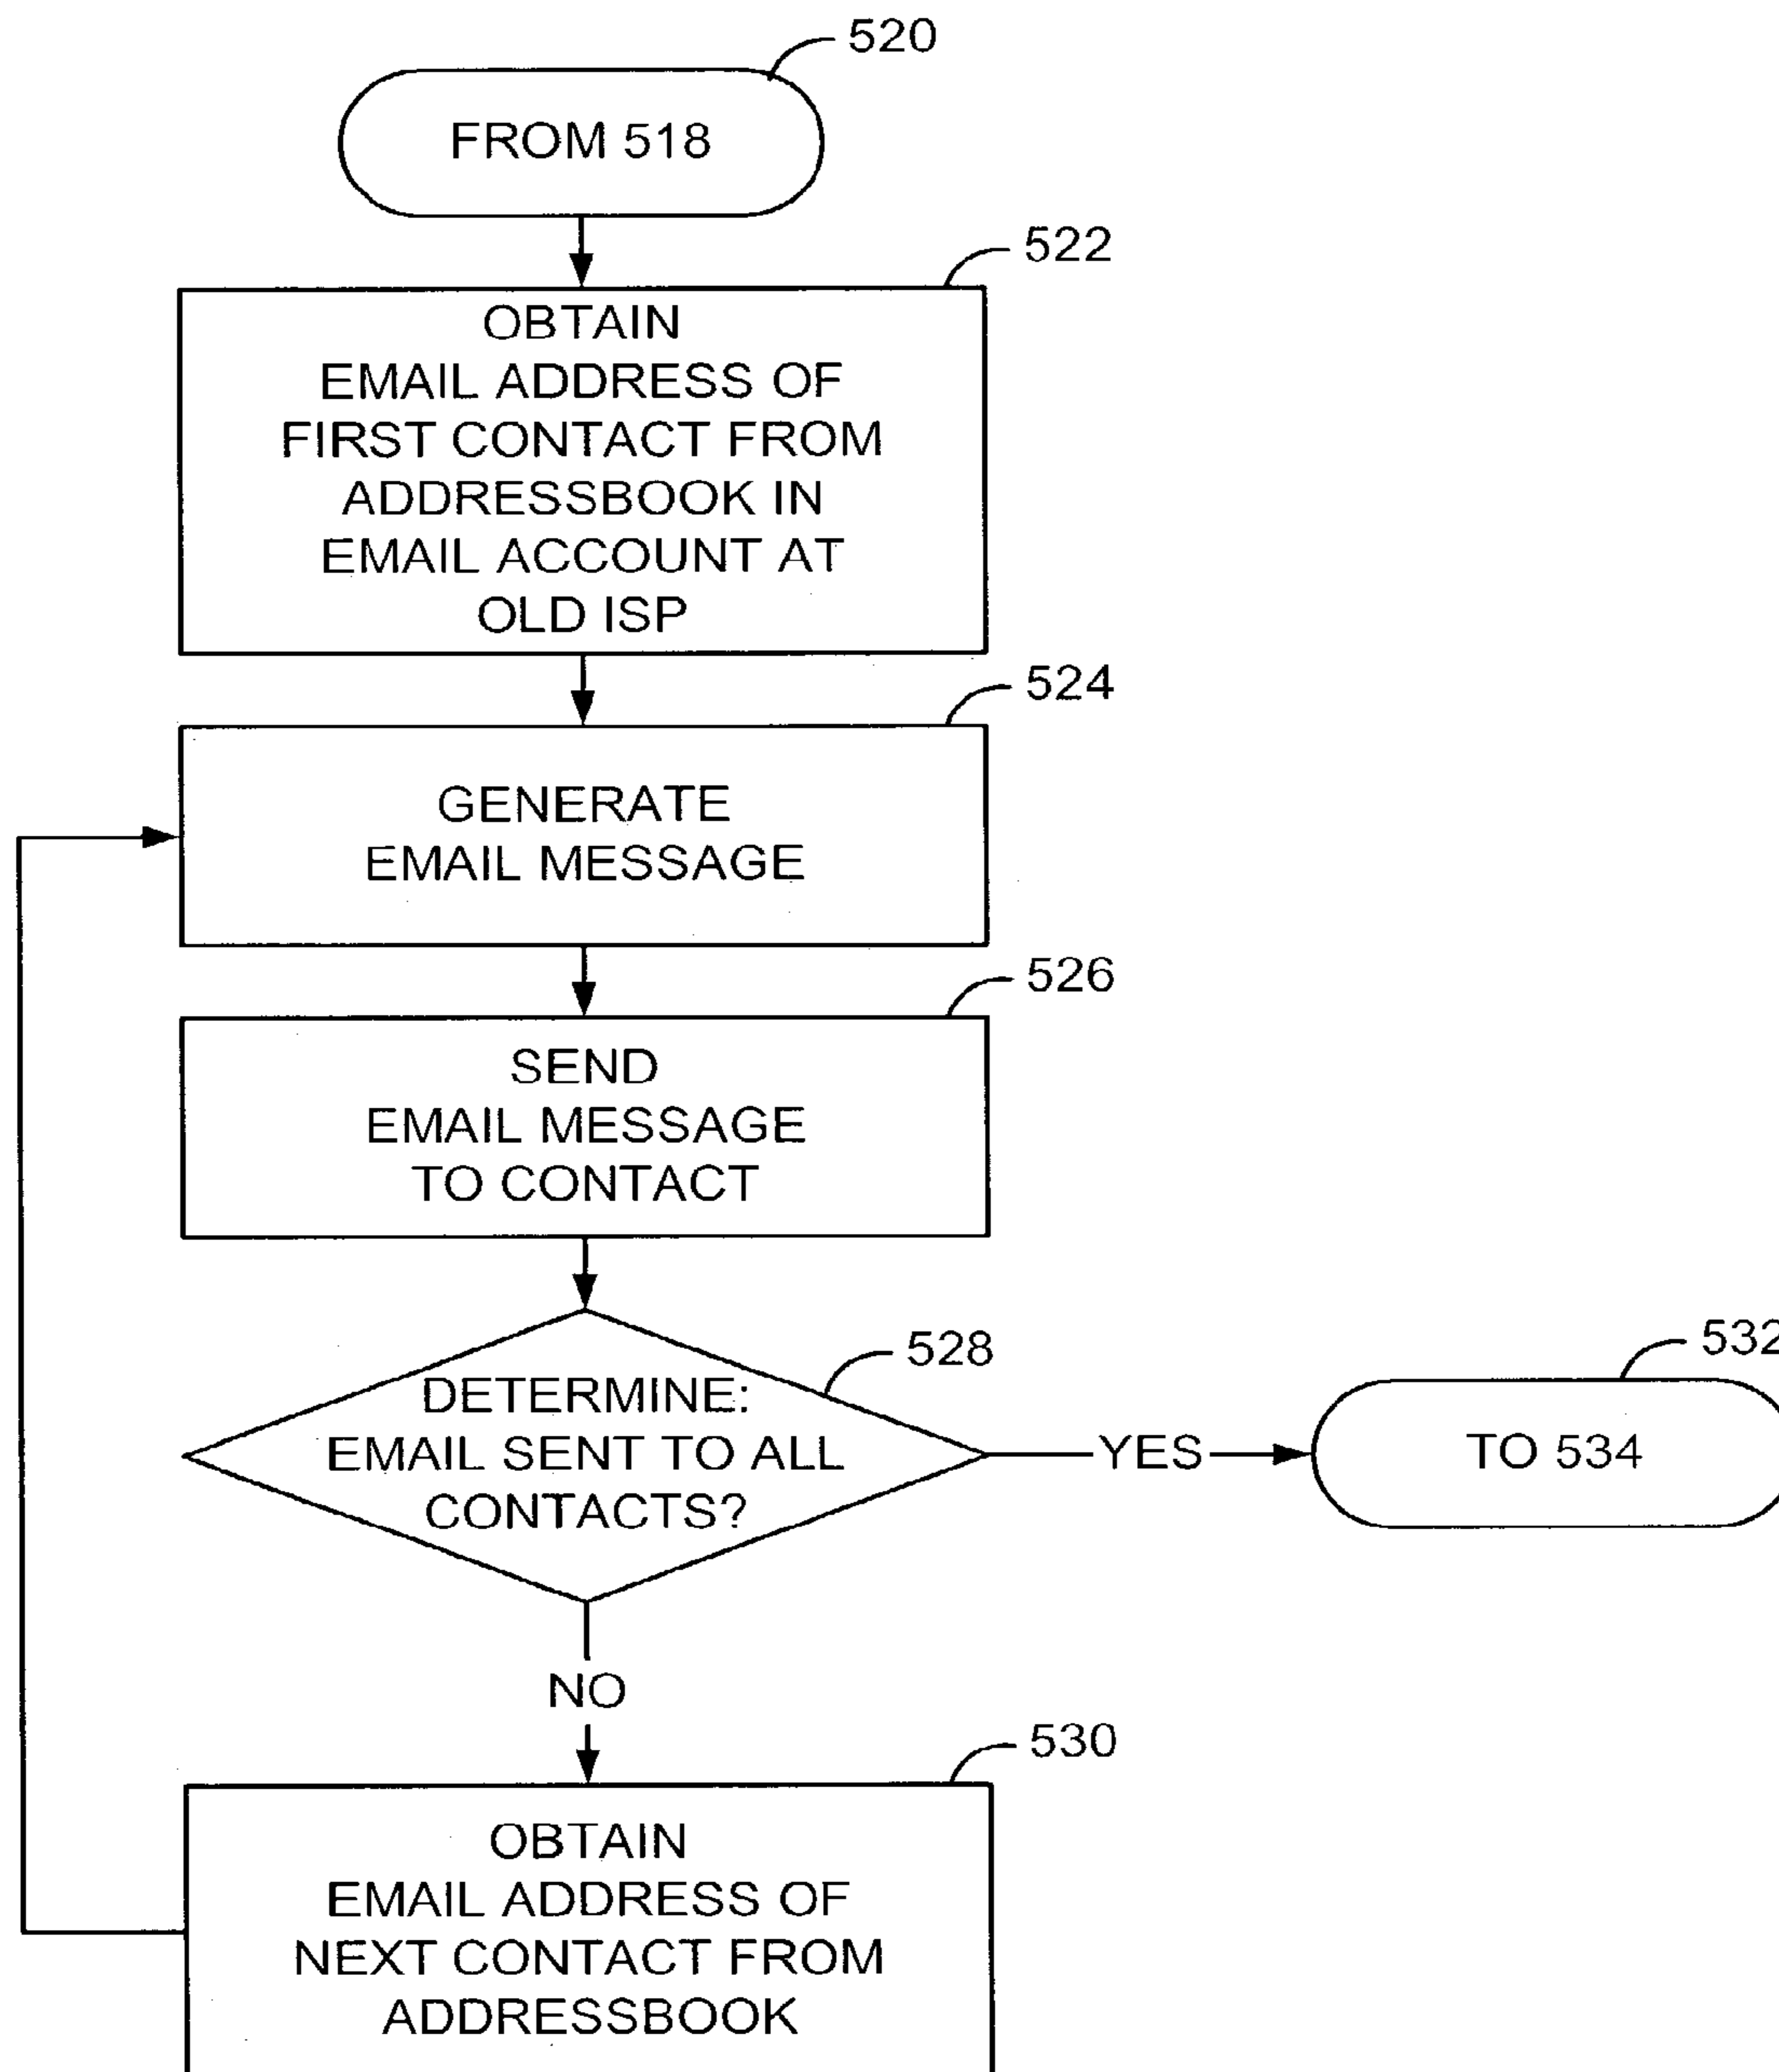 520
FROM 518
522
OBTAIN
EMAIL ADDRESS OF
FIRST CONTACT FROM
ADDRESSBOOK IN
EMAIL ACCOUNT AT
OLD ISP
524
GENERATE
EMAIL MESSAGE
526
SEND
EMAIL MESSAGE
TO CONTACT
528
DETERMINE:
EMAIL SENT TO ALL
CONTACTS?
YES
532
TO 534
NO
530
OBTAIN
EMAIL ADDRESS OF
NEXT CONTACT FROM
ADDRESSBOOK